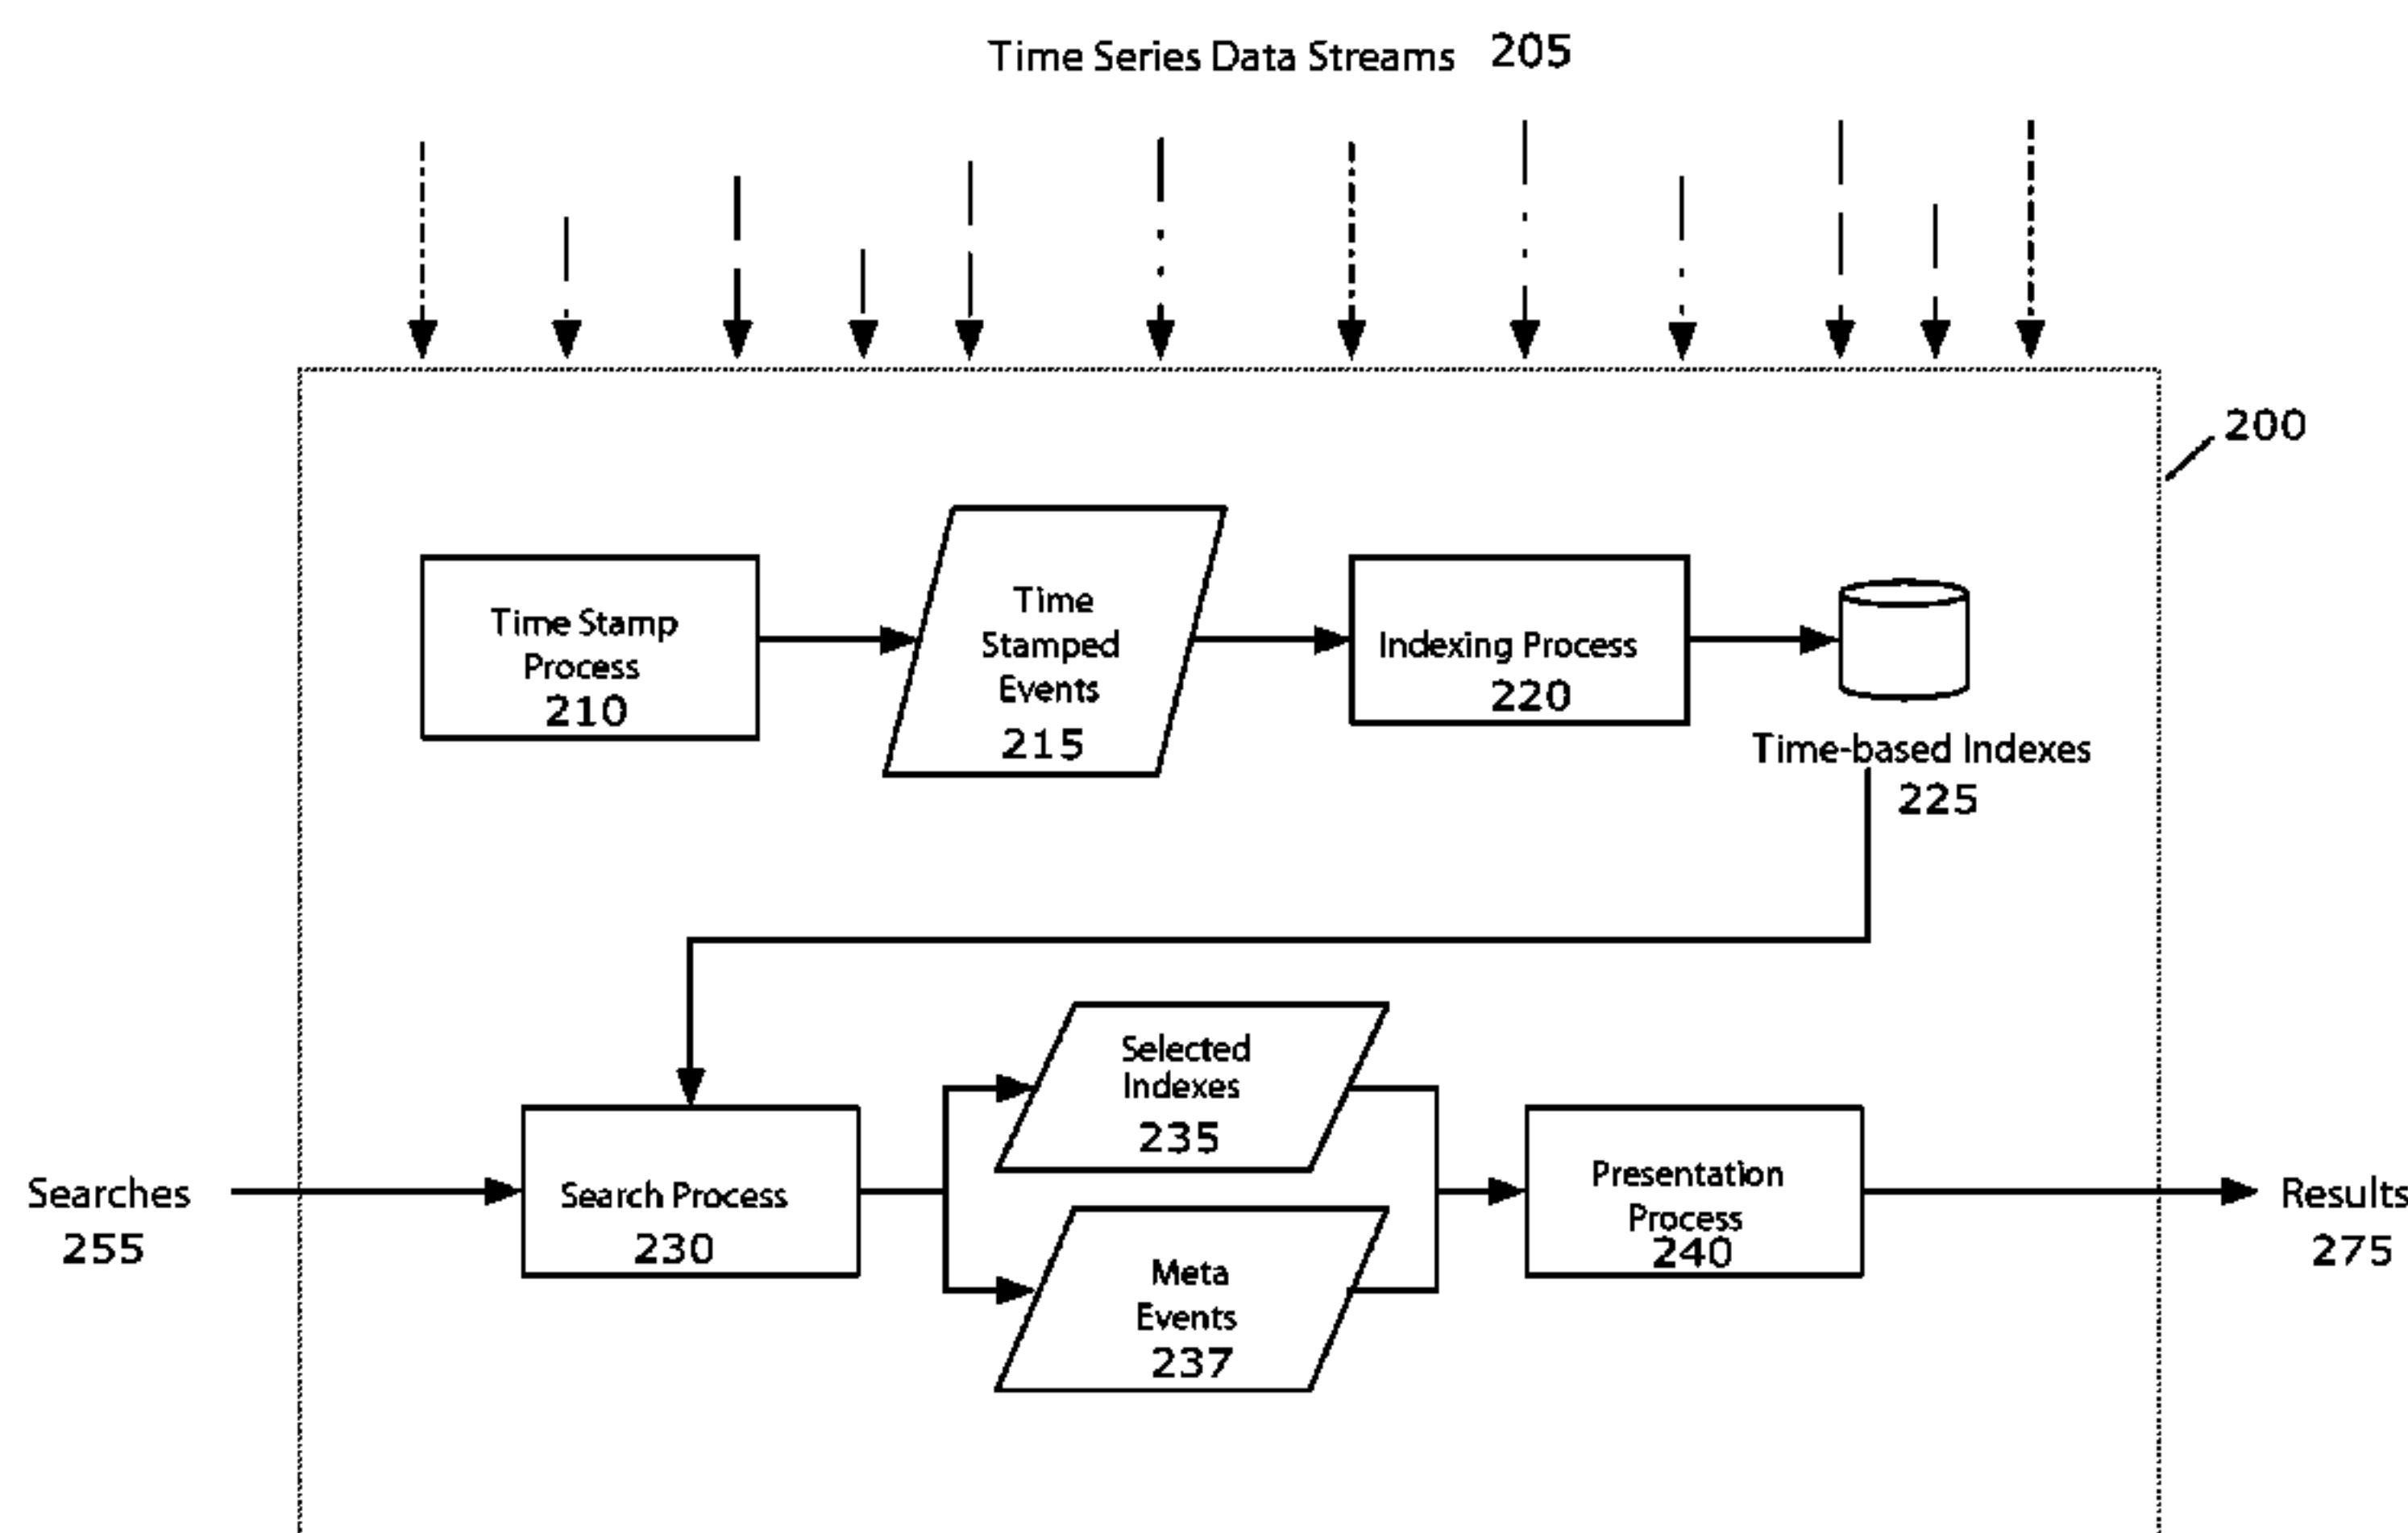 Time Series Data Streams 205
200
Time Stamp
Process
210
Time
Stamped
Events
215
Indexing Process
220
Time-based Indexes
225
Searches
255
Search Process
230
Selected
Indexes
235
Meta
Events
237
Presentation
Process
240
Results
275